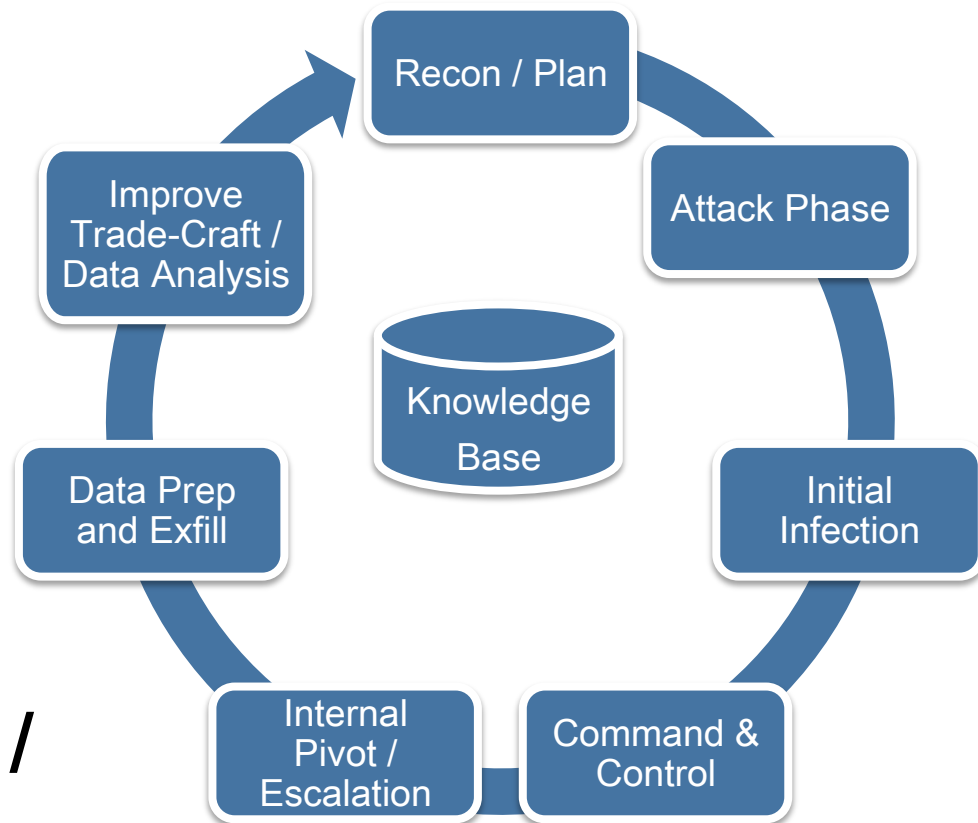 Recon / Plan
Attack Phase
Initial
Infection
Command &
Control
Internal
Pivot /
Escalation
Data Prep
and Exfill
Improve
Trade-Craft /
Data Analysis
Knowledge
Base
/